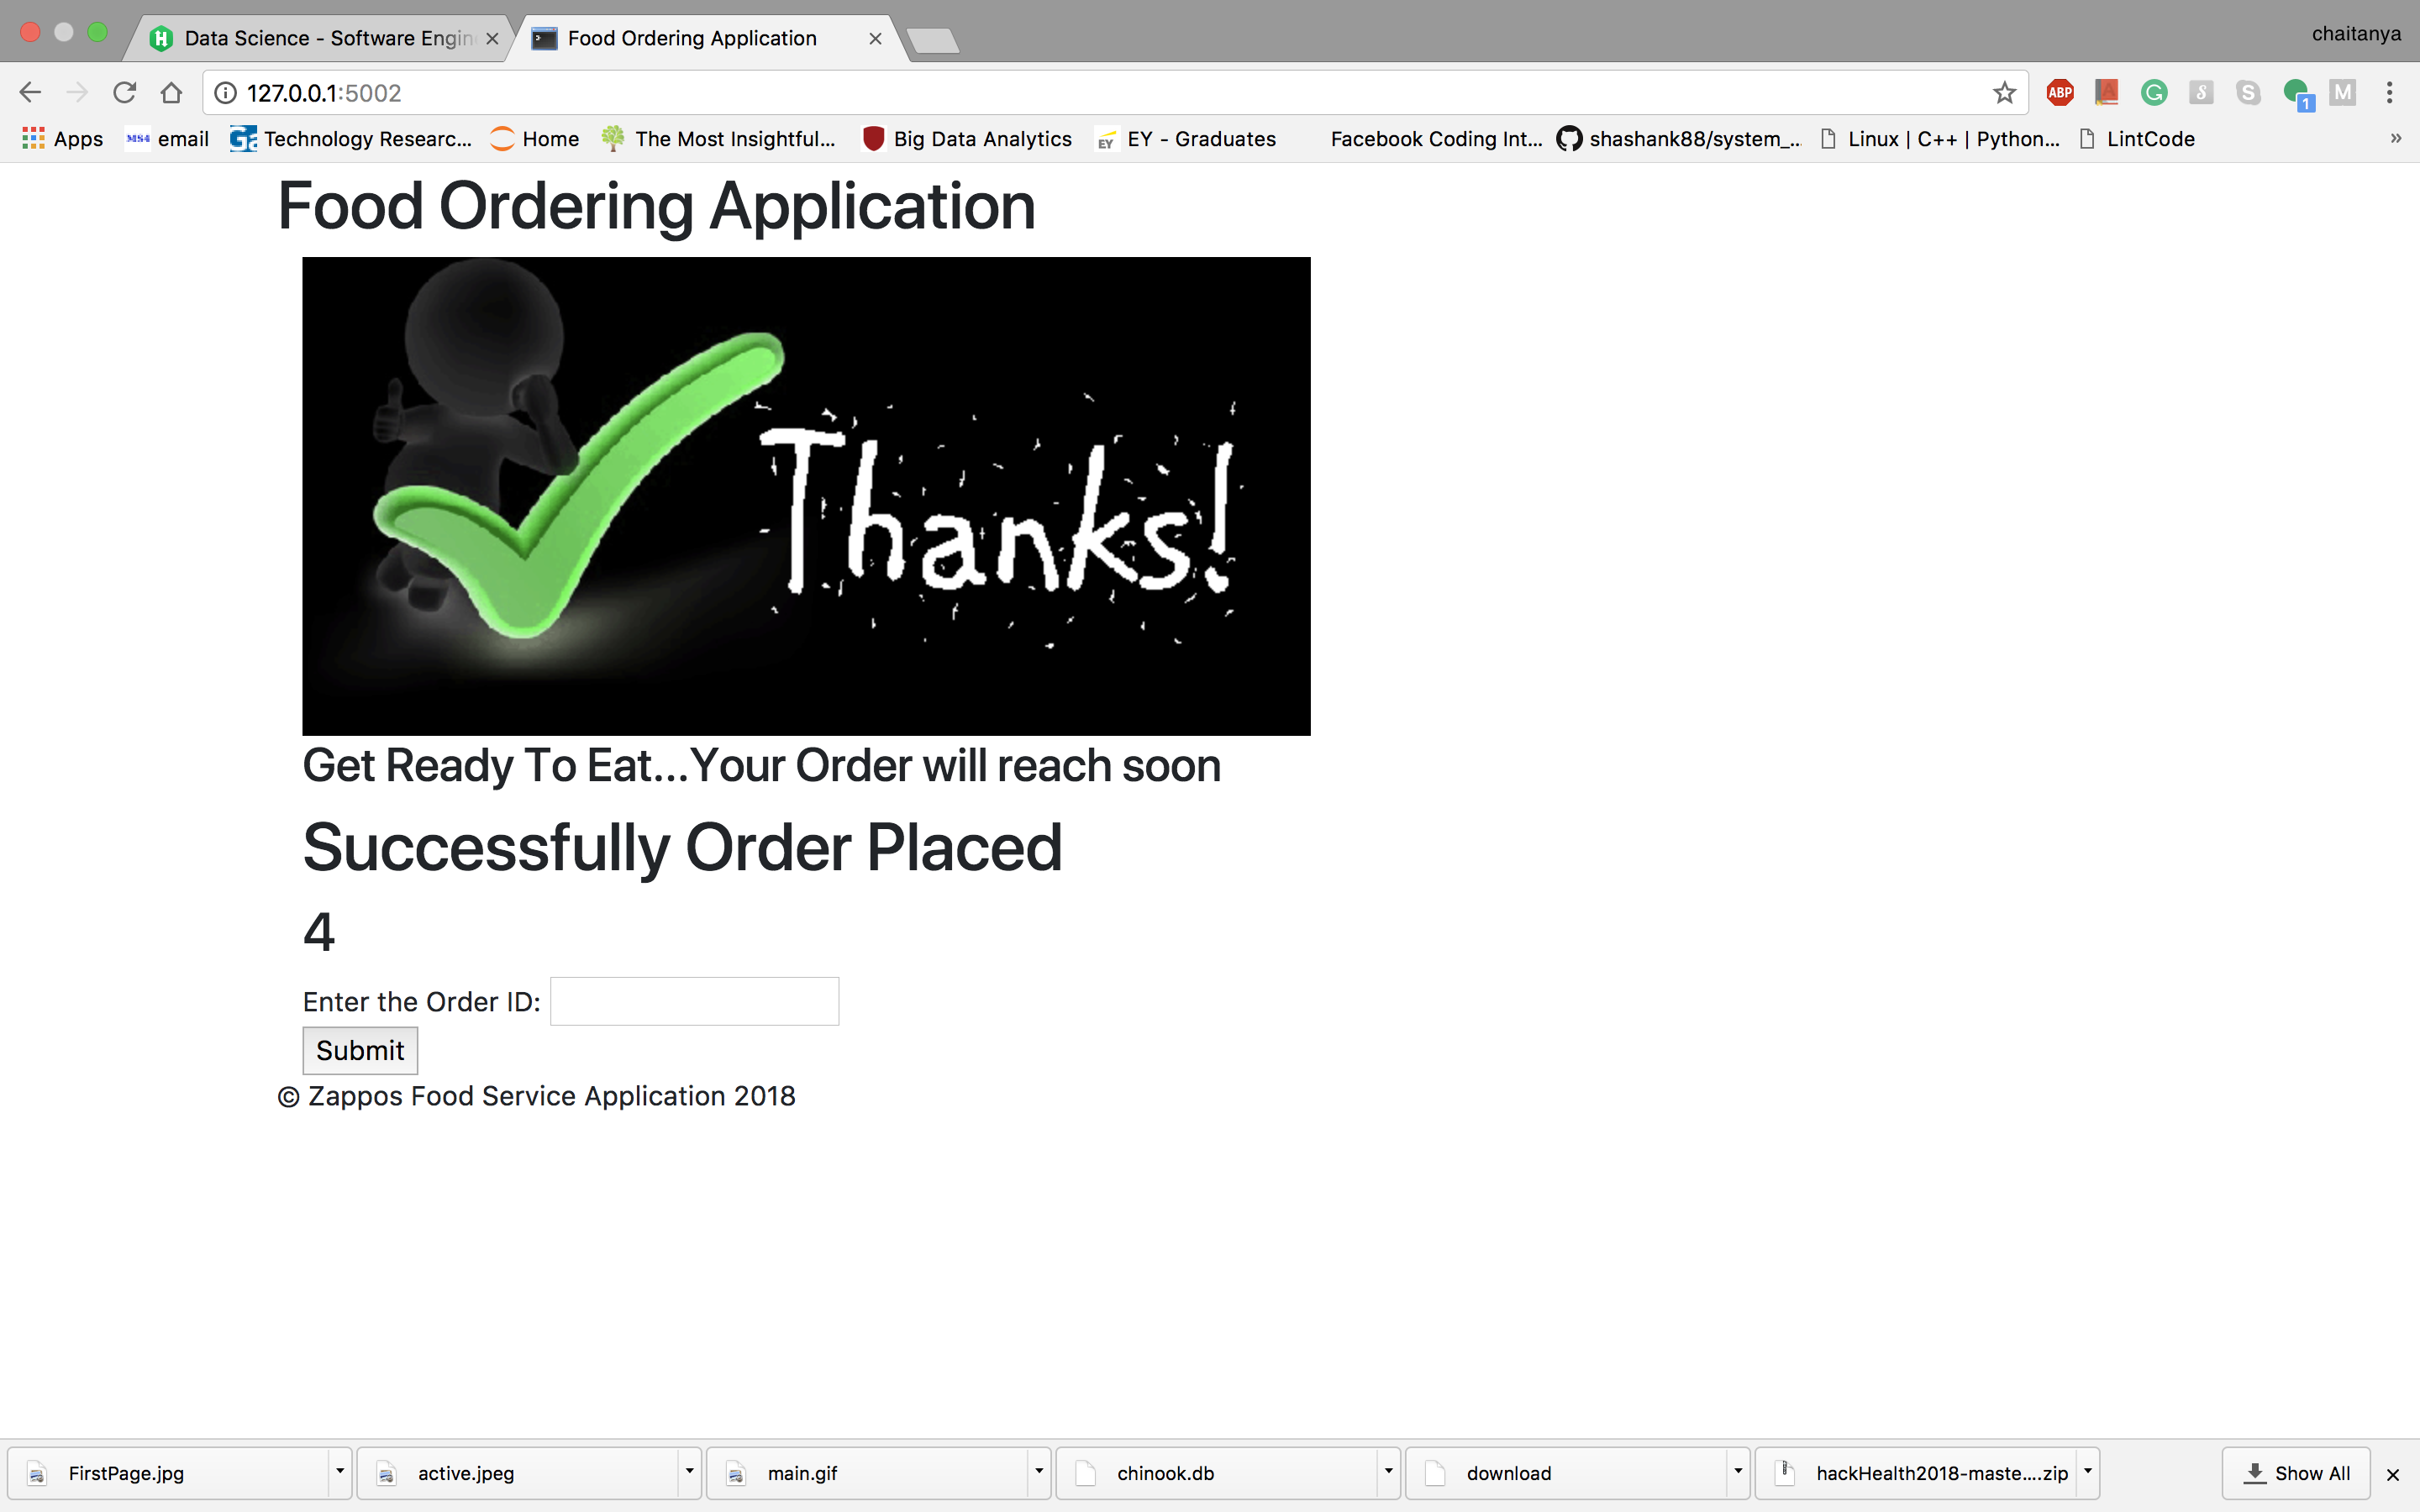 Data Science - Software Engin
Food Ordering Application
chaitanya
127.0.0.1:5002
ABP
1
M
Apps
email
Technology Researc...
Home
The Most Insightful...
Big Data Analytics
EY
EY - Graduates
Facebook Coding Int...
shashank88/system_...
Linux | C++ | Python...
LintCode
»
Food Ordering Application
Thanks!
Get Ready To Eat...Your Order will reach soon
Successfully Order Placed
4
Enter the Order ID:
Submit
© Zappos Food Service Application 2018
FirstPage.jpg
active.jpeg
main.gif
chinook.db
download
hackHealth2018-maste....zip
Show All